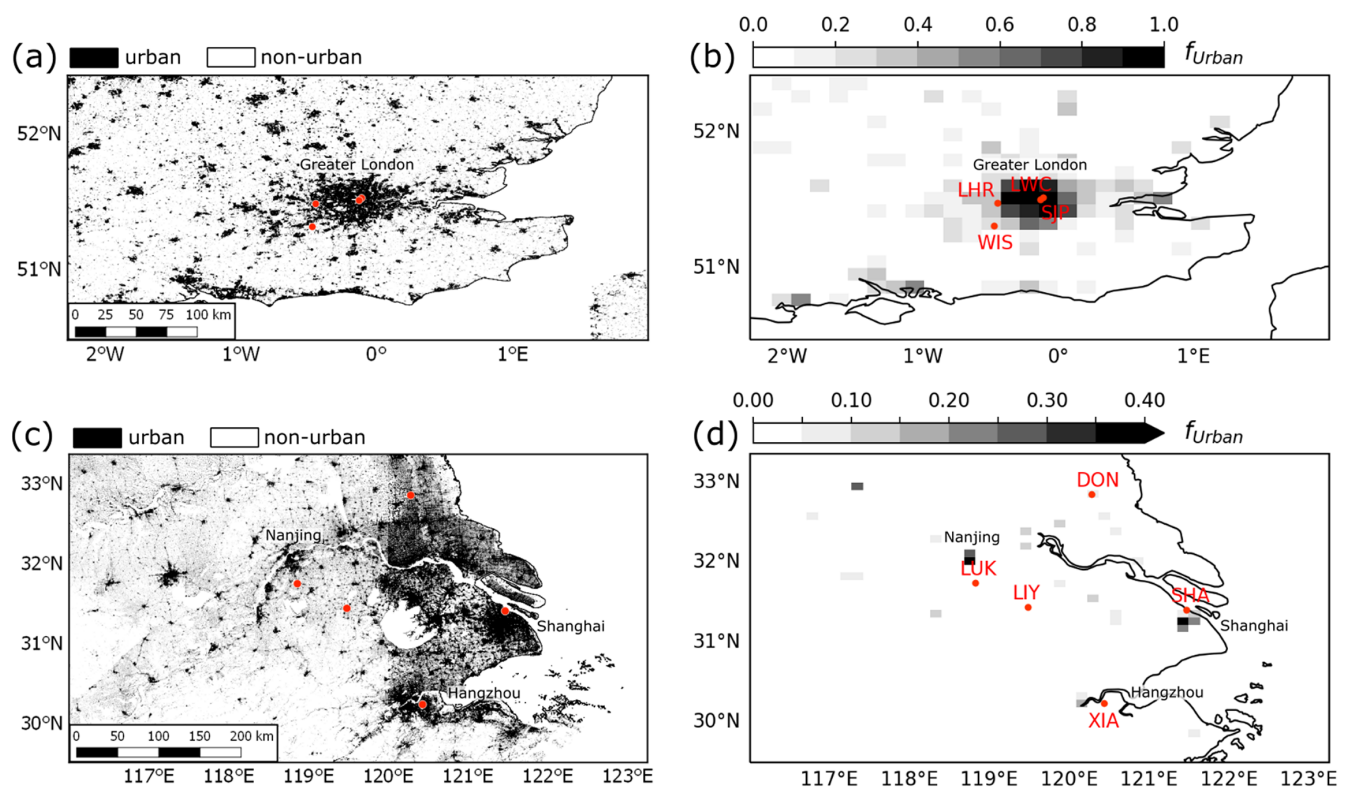 (a) urban non-urban
52°N
51°N
Greater London
0 25 50 75 100 km
2°W 1°W 0° 1°E
0.0 0.2 0.4 0.6 0.8 1.0
(b) fUrban
52°N
51°N
Greater London
LHR LWC
SJP
WIS
2°W 1°W 0° 1°E
(c) urban non-urban
33°N
32°N
31°N
30°N
Nanjing
Shanghai
Hangzhou
0 50 100 150 200 km
117°E 118°E 119°E 120°E 121°E 122°E 123°E
0.00 0.10 0.20 0.30 0.40
(d) fUrban
33°N
32°N
31°N
30°N
DON
Nanjing
LUK
LIY
SHA
Shanghai
Hangzhou
XIA
117°E 118°E 119°E 120°E 121°E 122°E 123°E